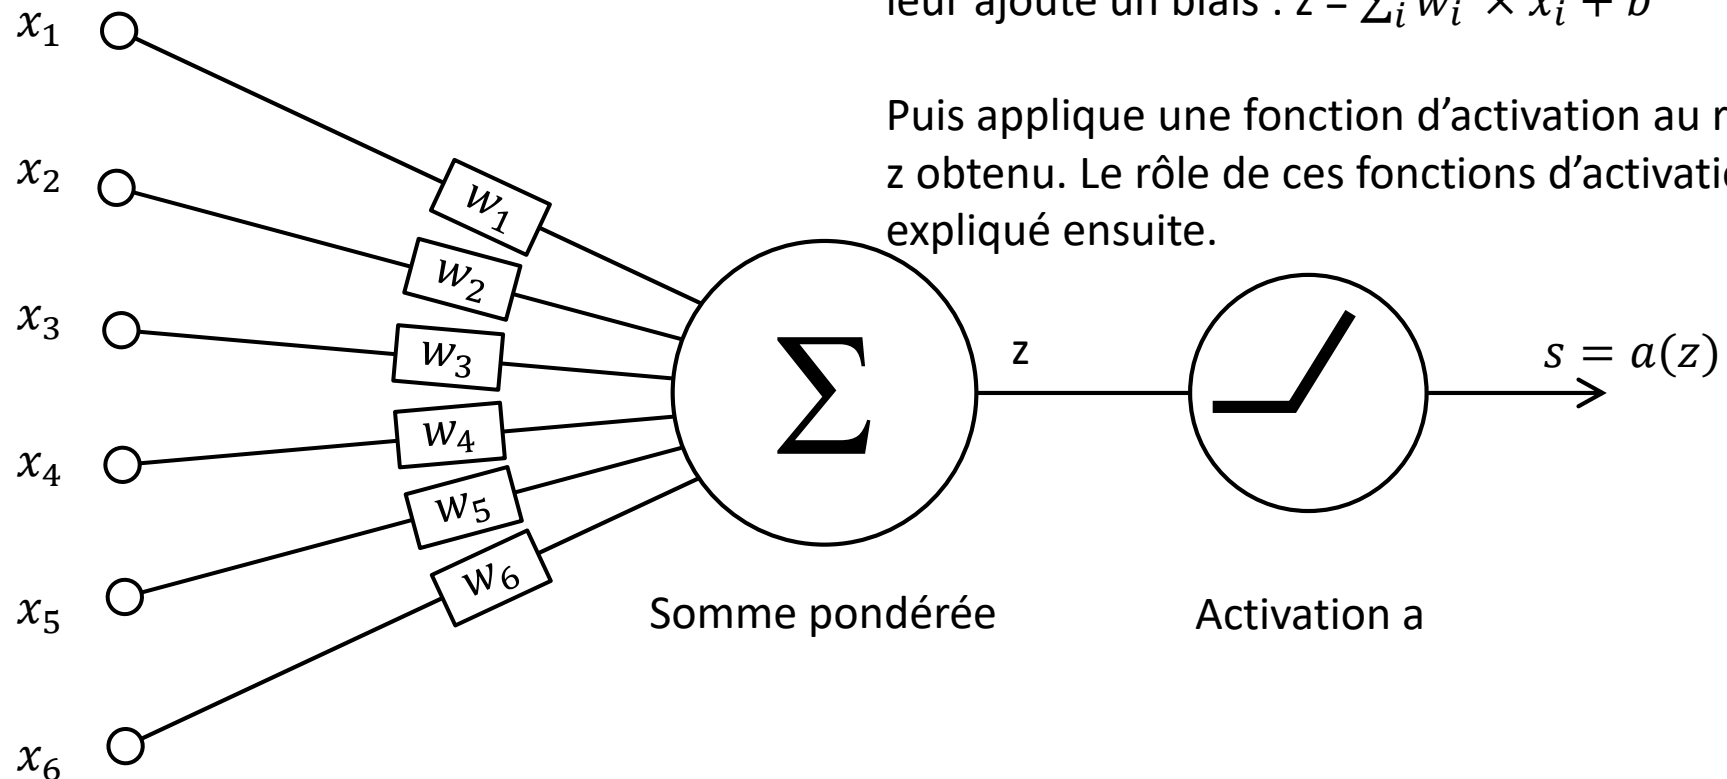 leur ajoute un biais : z = ∑ᵢ wᵢ × xᵢ + b
Puis applique une fonction d’activation au
z obtenu. Le rôle de ces fonctions
expliqué ensuite.
x₁
x₂
x₃
x₄
x₅
x₆
w₁
w₂
w₃
w₄
w₅
w₆
Σ
z
s = a(z)
Somme pondérée
Activation a